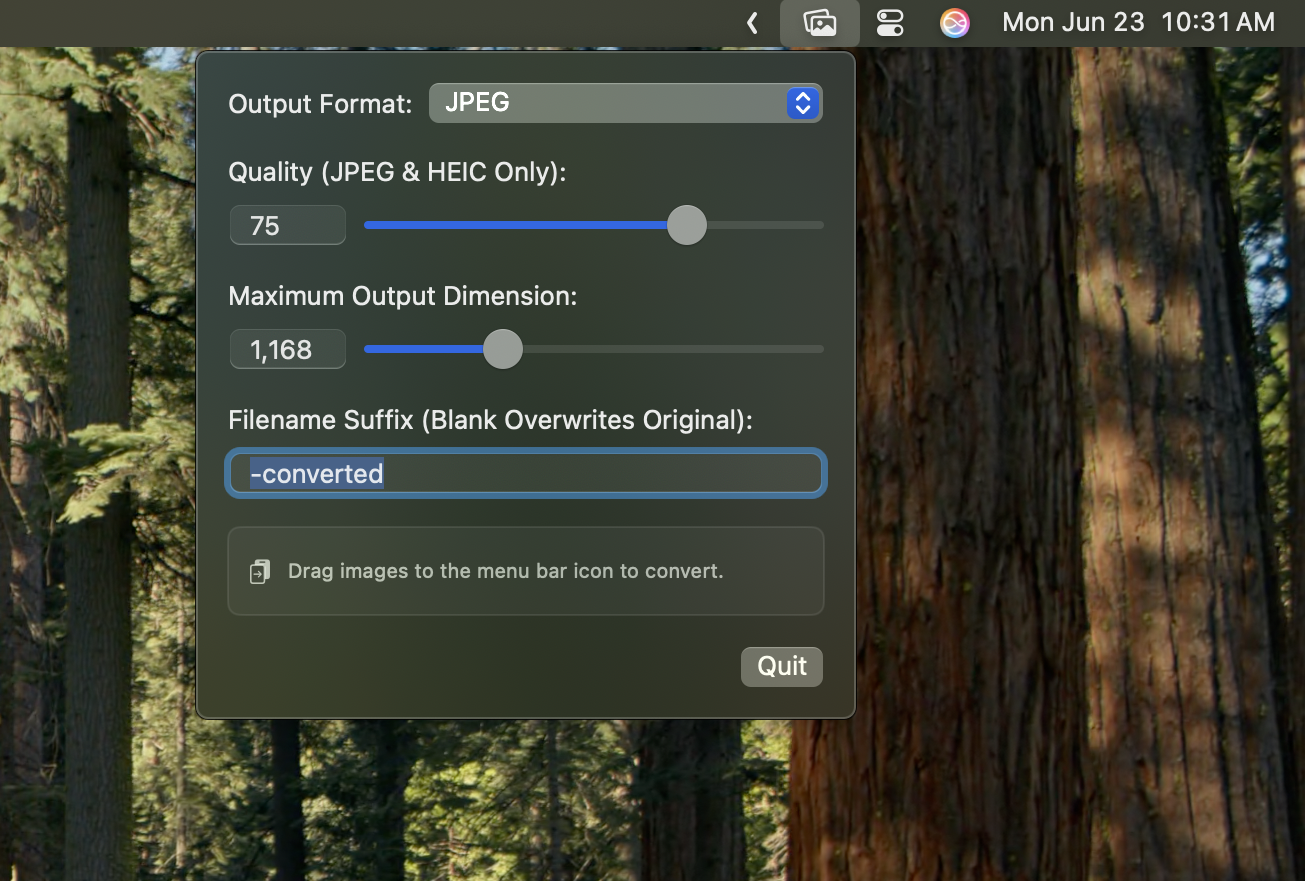 Mon Jun 23 10:31 AM
Output Format: JPEG
Quality (JPEG & HEIC Only):
75
Maximum Output Dimension:
1,168
Filename Suffix (Blank Overwrites Original):
-converted
Drag images to the menu bar icon to convert.
Quit